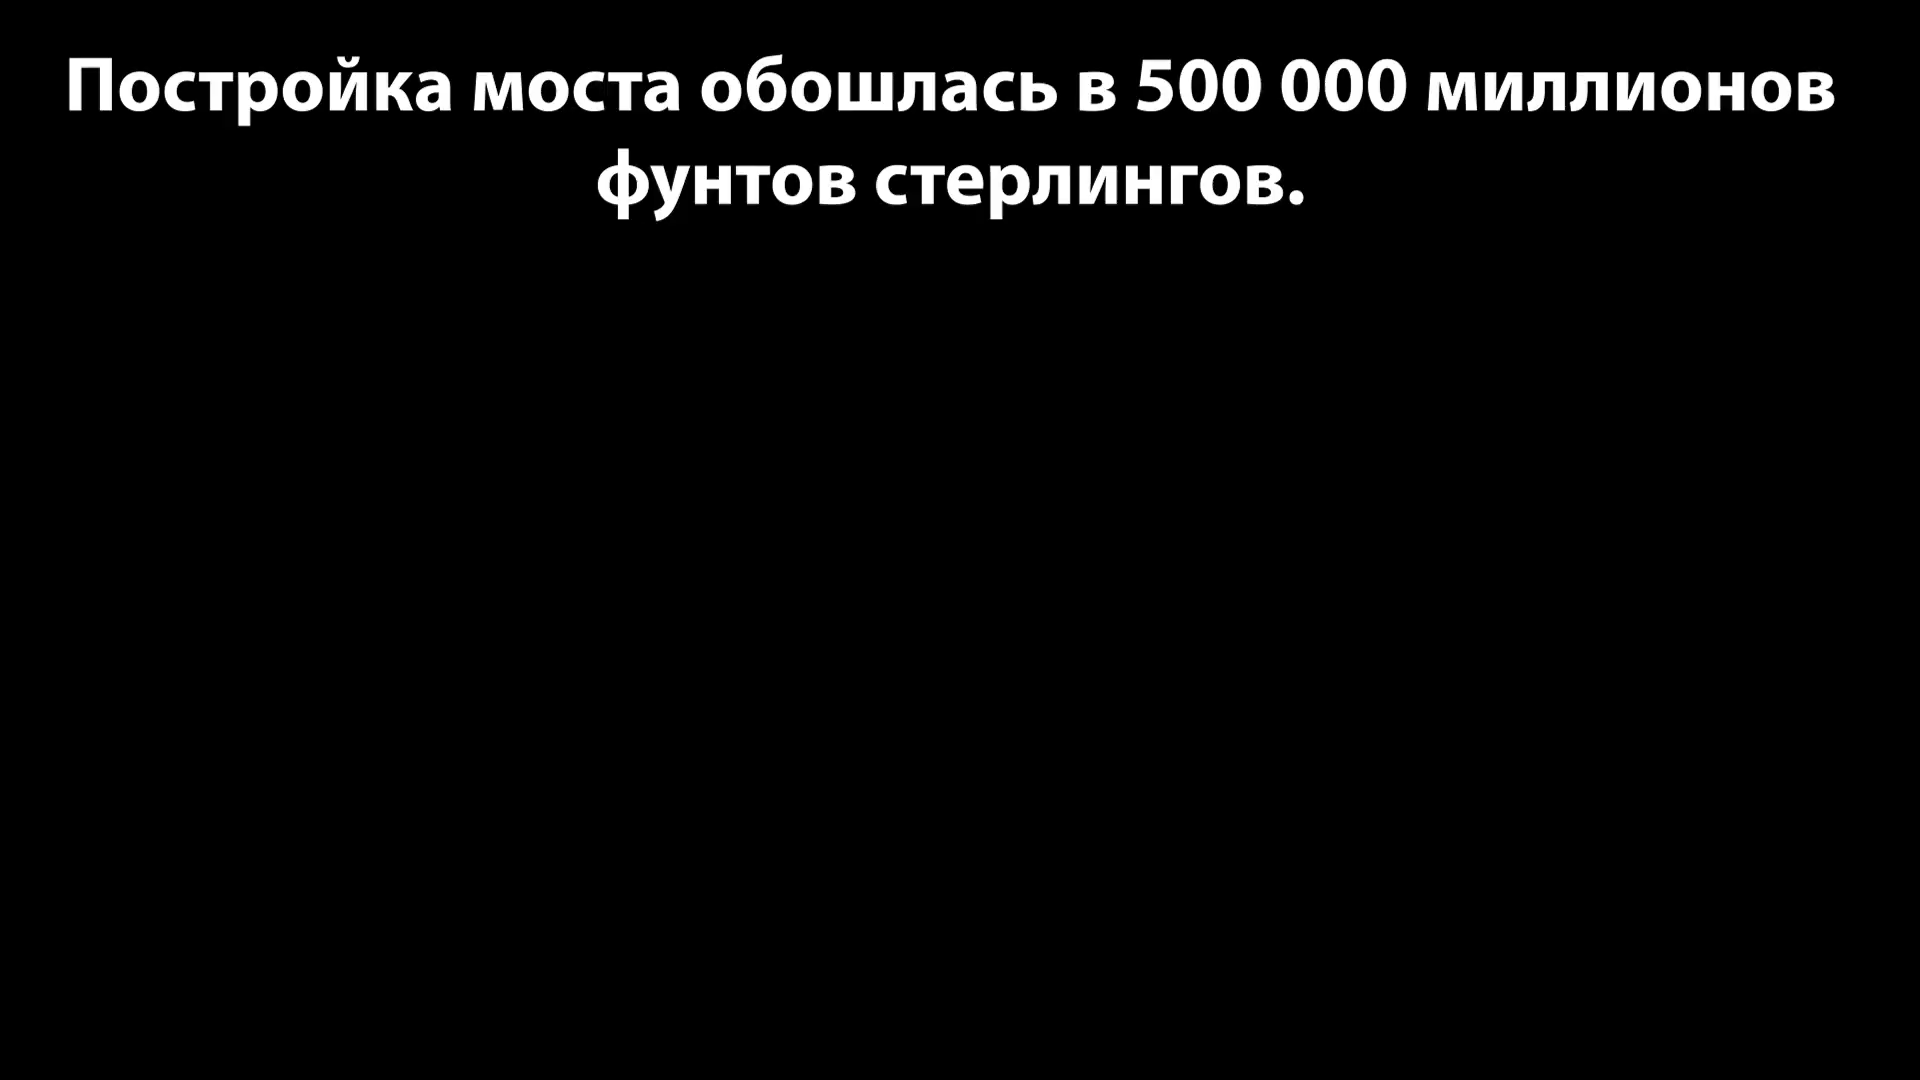 Постройка моста обошлась в 500 000 миллионов
фунтов стерлингов.